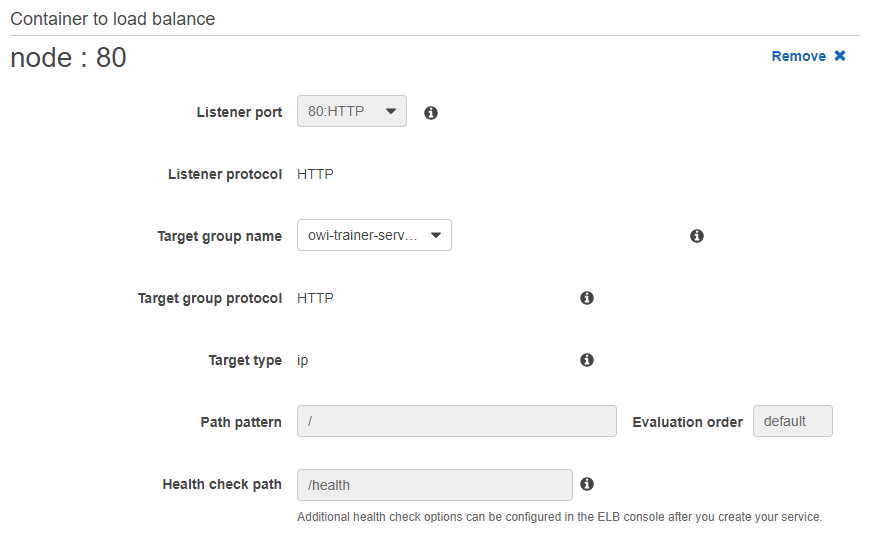 Container to load balance
node : 80
Remove ✖
Listener port 80:HTTP
Listener protocol HTTP
Target group name owi-trainer-serv...
Target group protocol HTTP
Target type ip
Path pattern / Evaluation order default
Health check path /health
Additional health check options can be configured in the ELB console after you create your service.